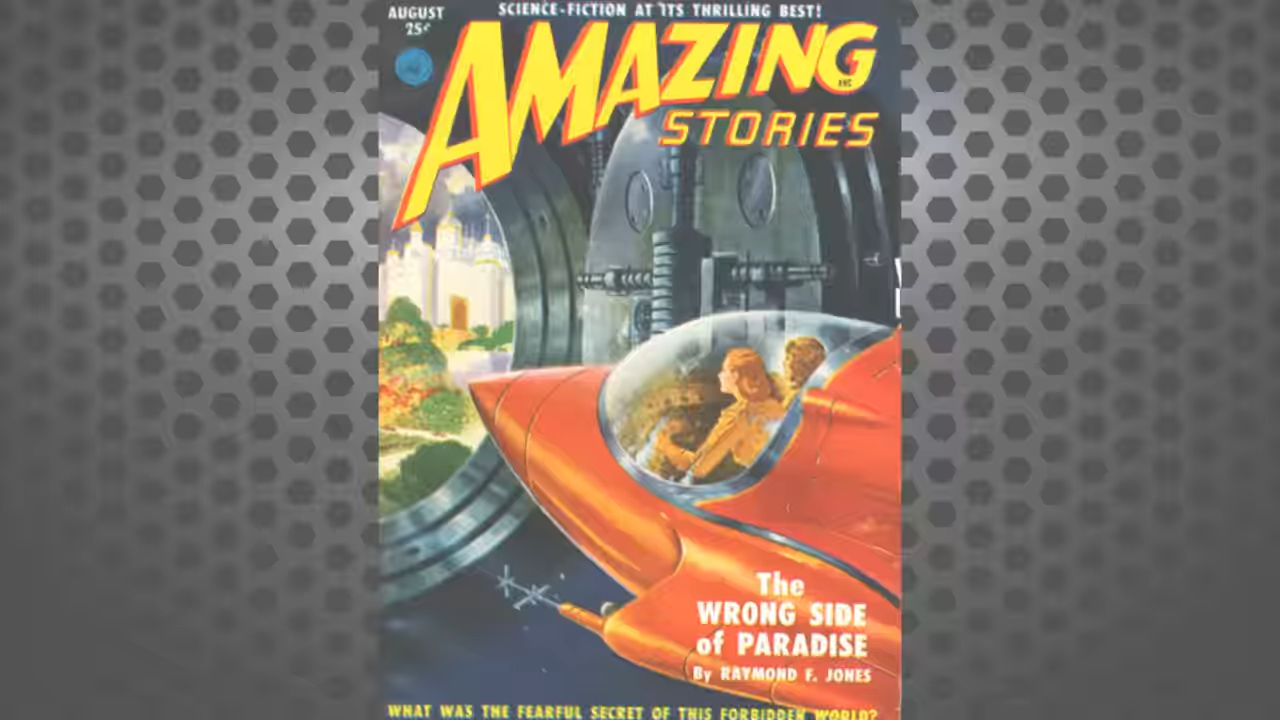 SCIENCE-FICTION AT ITS THRILLING BEST!
AUGUST
25¢
AMAZING
STORIES
The
WRONG SIDE
of PARADISE
By RAYMOND F. JONES
WHAT WAS THE FEARFUL SECRET OF THIS FORBIDDEN WORLD?